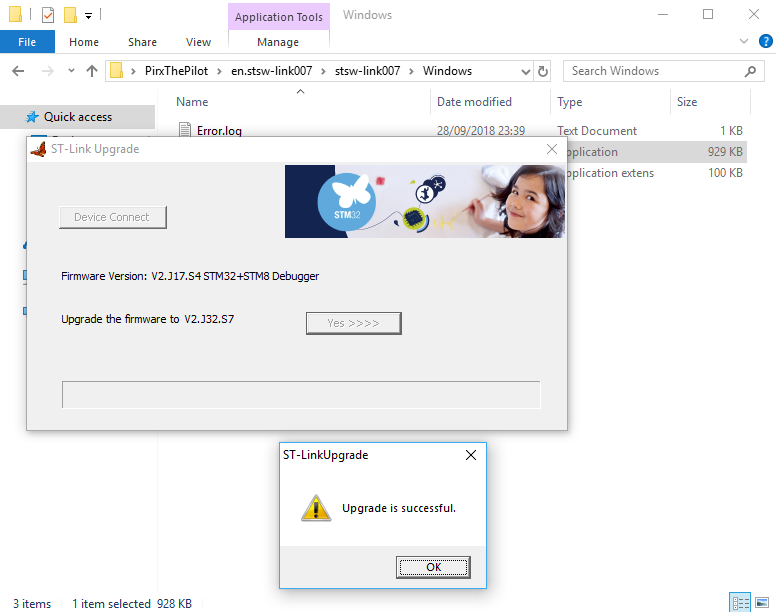 Application Tools
Windows
File
Home
Share
View
Manage
PirxThePilot > en.stsw-link007 > stsw-link007 > Windows
Search Windows
Quick access
Name
Date modified
Type
Size
Error.log
28/09/2018 23:39
Text Document
1 KB
pplication
929 KB
pplication extens
100 KB
ST-Link Upgrade
STM32
Device Connect
Firmware Version: V2.J17.S4 STM32+STM8 Debugger
Upgrade the firmware to V2.J32.S7
Yes >>>>
ST-LinkUpgrade
Upgrade is successful.
OK
3 items
1 item selected 928 KB